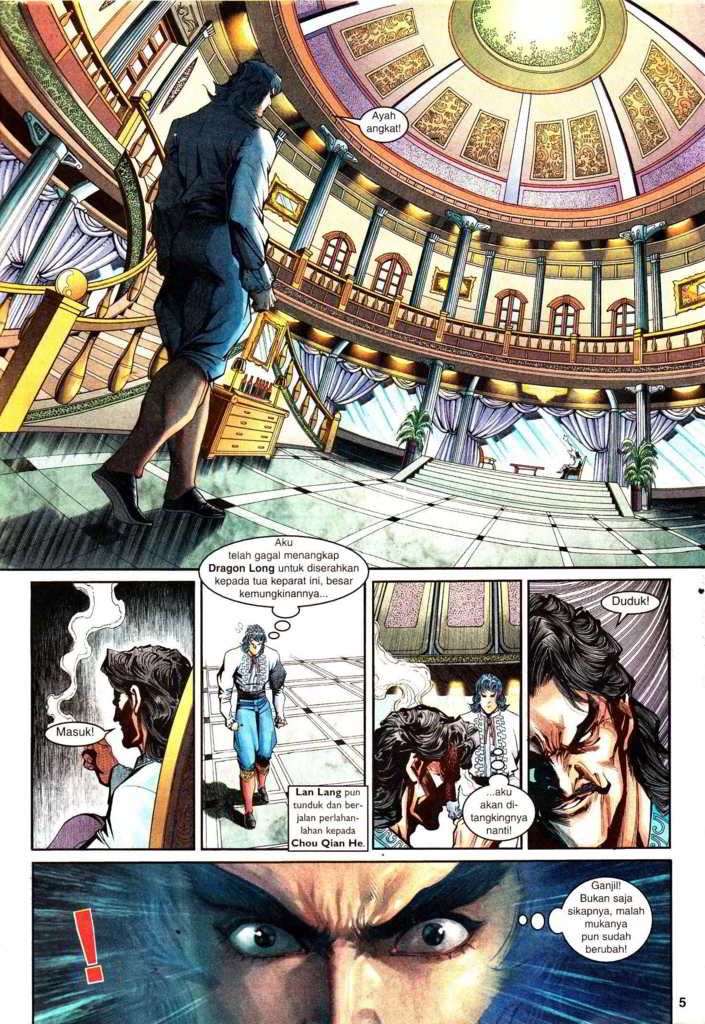 Ayah
angkat!
Masuk!
Aku
telah gagal menangkap
Dragon Long untuk diserahkan
kepada tua keparat ini, besar
kemungkinannya...
Lan Lang pun
tunduk dan ber-
jalan perlahan-
lahan kepada
Chou Qian He.
...aku
akan di-
tangkingnya
nanti!
Duduk!
!
Ganjil!
Bukan saja
sikapnya, malah
mukanya
pun sudah
berubah!
5